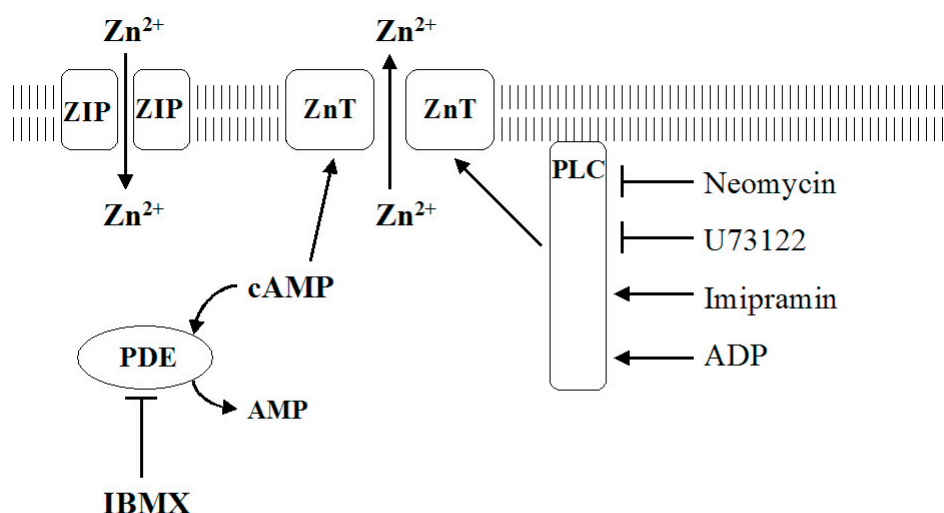 Zn²⁺ Zn²⁺
ZIP ZIP ZnT ZnT
PLC
Neomycin
Zn²⁺ Zn²⁺
U73122
cAMP
Imipramin
PDE
ADP
AMP
IBMX